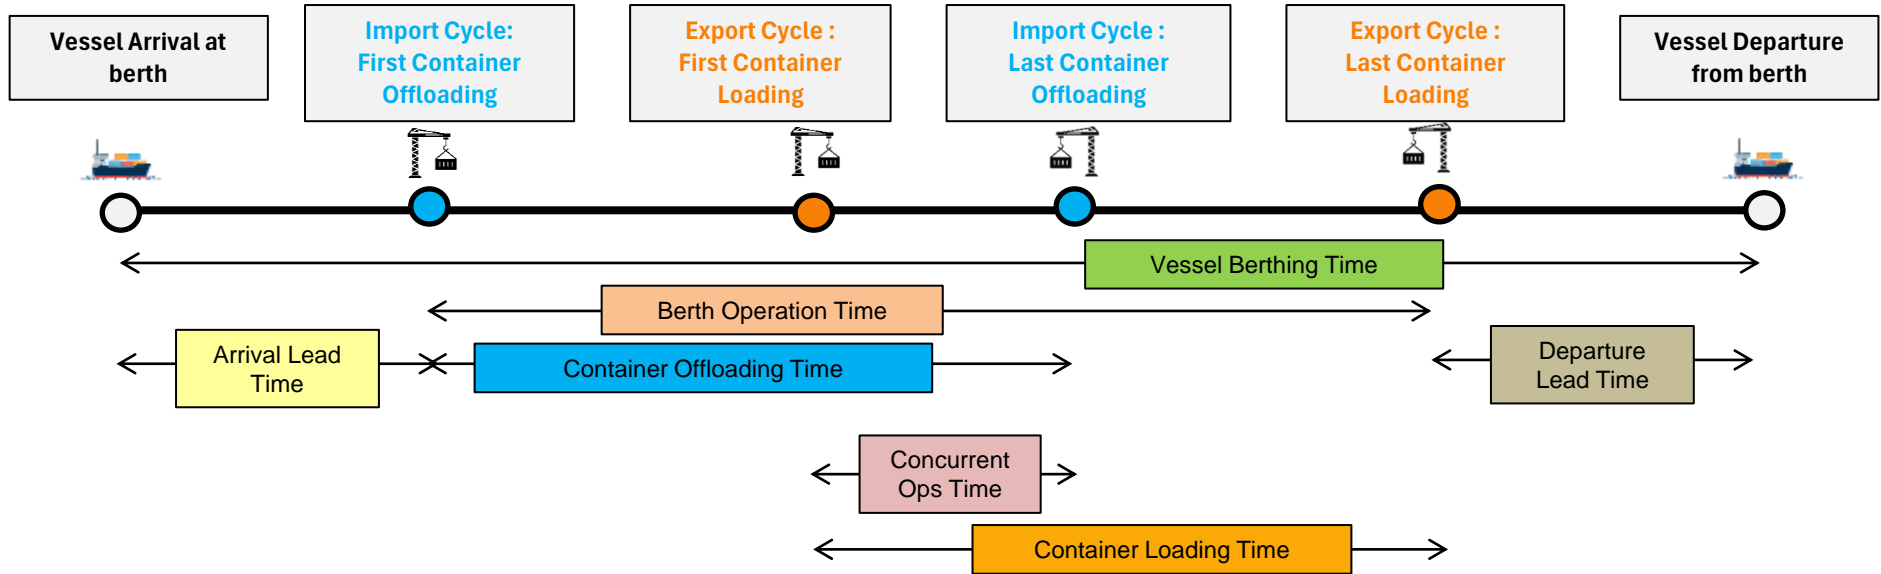 Vessel Arrival at
berth
Import Cycle:
First Container
Offloading
Export Cycle :
First Container
Loading
Import Cycle :
Last Container
Offloading
Export Cycle :
Last Container
Loading
Vessel Departure
from berth
Vessel Berthing Time
Berth Operation Time
Arrival Lead
Time
Container Offloading Time
Departure
Lead Time
Concurrent
Ops Time
Container Loading Time